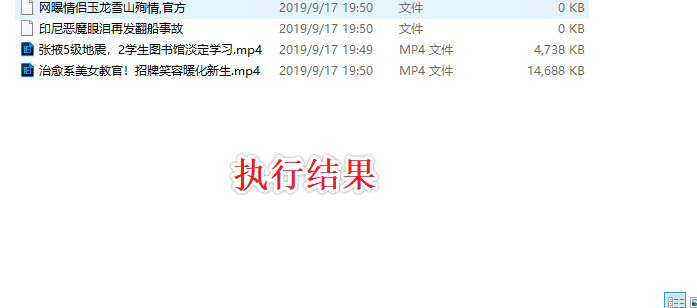 网曝情侣玉龙雪山殉情,官方 2019/9/17 19:50 文件 0 KB
印尼恶魔眼泪再发翻船事故 2019/9/17 19:50 文件 0 KB
张掖5级地震，2学生图书馆淡定学习.mp4 2019/9/17 19:49 MP4 文件 4,738 KB
治愈系美女教官！招牌笑容暖化新生.mp4 2019/9/17 19:50 MP4 文件 14,688 KB
执行结果